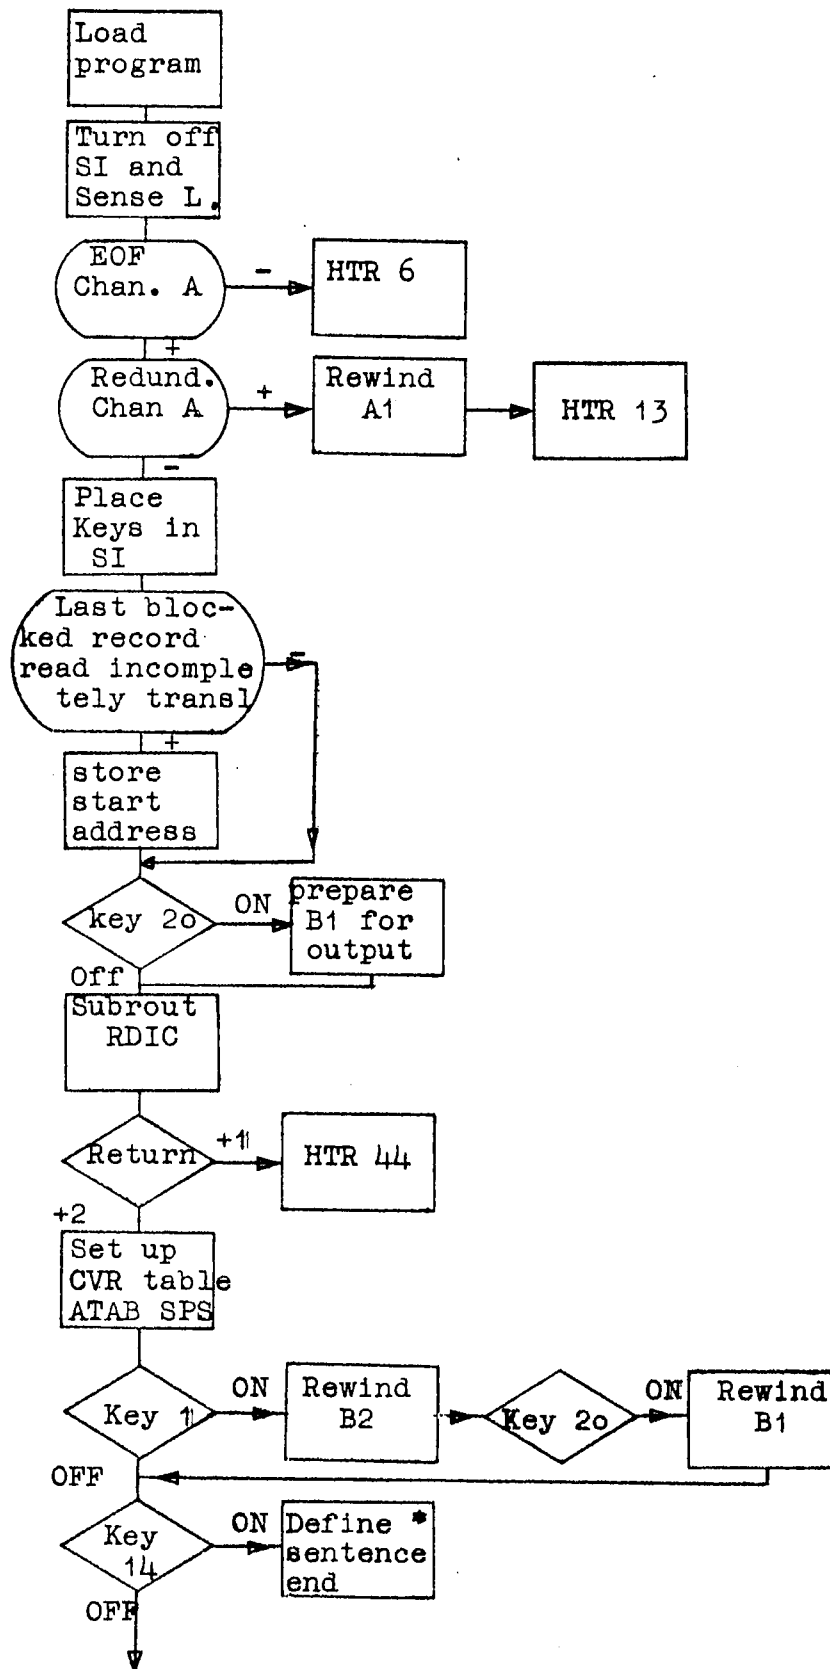 Load
program
Turn off
SI and
Sense L.
EOF
Chan. A
-
HTR 6
+
Redund.
Chan A
+
Rewind
A1
HTR 13
-
Place
Keys in
SI
Last bloc-
ked record
read incomple
tely transl
-
+
store
start
address
key 2o
ON
prepare
B1 for
output
Off
Subrout
RDIC
Return
+1
HTR 44
+2
Set up
CVR table
ATAB SPS
Key 1
ON
Rewind
B2
Key 2o
ON
Rewind
B1
OFF
Key
14
ON
Define *
sentence
end
OFF